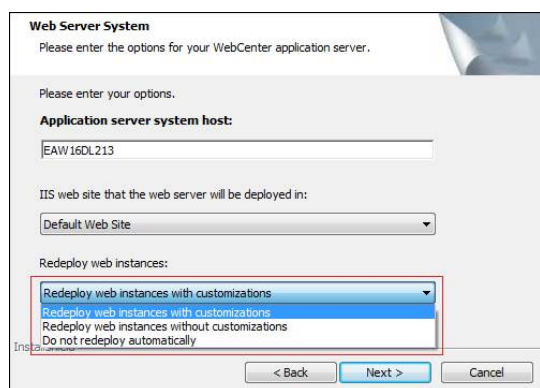 Web Server System
Please enter the options for your WebCenter application server.
Please enter your options.
Application server system host:
EAW16DL213
IIS web site that the web server will be deployed in:
Default Web Site
Redeploy web instances:
Redeploy web instances with customizations
Redeploy web instances with customizations
Redeploy web instances without customizations
Do not redeploy automatically
< Back
Next >
Cancel